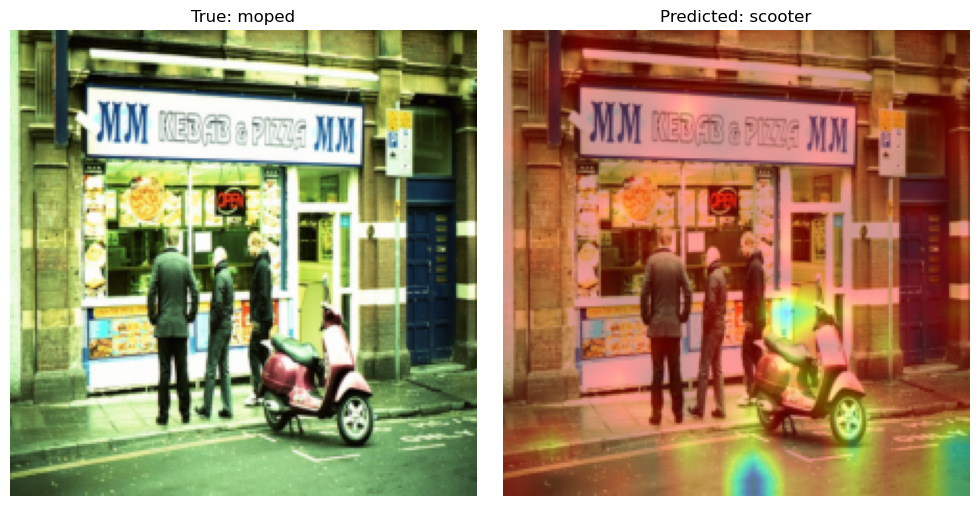 True: moped
Predicted: scooter
MM KEBAB & PIZZA MM
OPEN
MM KEBAB & PIZZA MM
OPEN